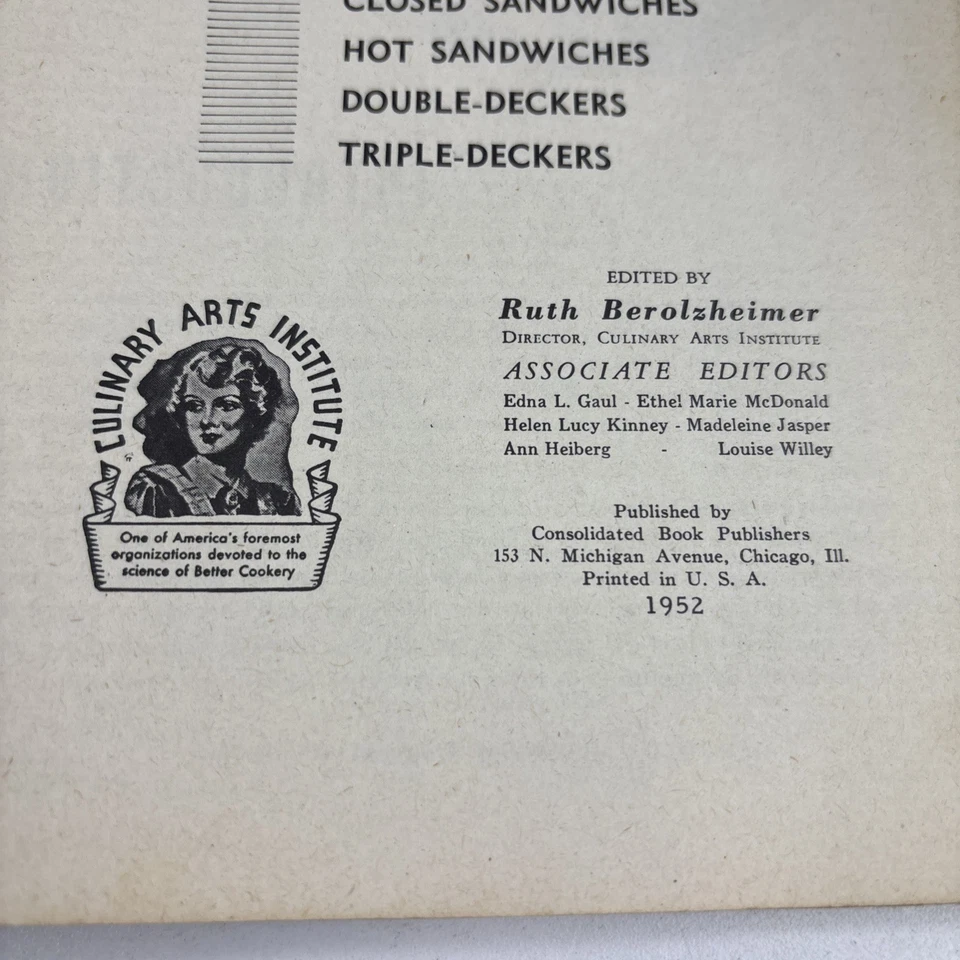 CLOSED SANDWICHES
HOT SANDWICHES
DOUBLE-DECKERS
TRIPLE-DECKERS
CULINARY ARTS INSTITUTE
One of America's foremost
organizations devoted to the
science of Better Cookery
EDITED BY
Ruth Berolzheimer
DIRECTOR, CULINARY ARTS INSTITUTE
ASSOCIATE EDITORS
Edna L. Gaul - Ethel Marie McDonald
Helen Lucy Kinney - Madeleine Jasper
Ann Heiberg - Louise Willey
Published by
Consolidated Book Publishers
153 N. Michigan Avenue, Chicago, Ill.
Printed in U. S. A.
1952